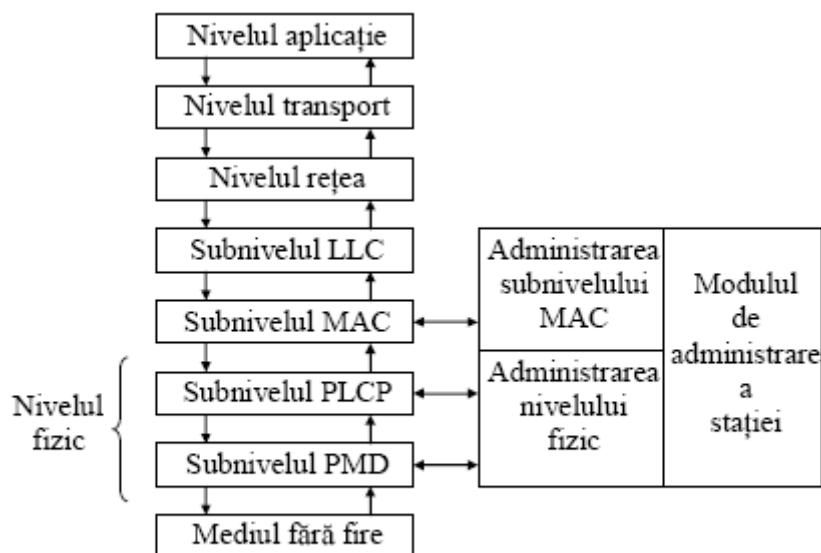 Nivelul aplicație
Nivelul transport
Nivelul rețea
Subnivelul LLC
Subnivelul MAC
Subnivelul PLCP
Subnivelul PMD
Mediul fără fire
Nivelul
fizic
Administrarea
subnivelului
MAC
Administrarea
nivelului
fizic
Modulul
de
administrare
a
stației